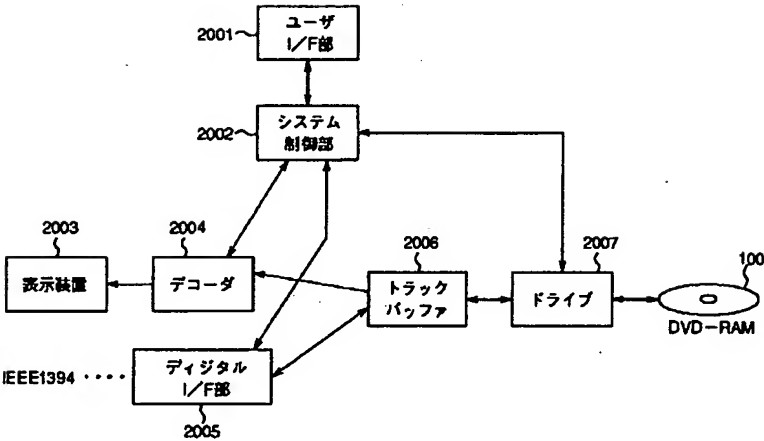 2001
ユーザ
I/F部
2002
システム
制御部
2003
表示装置
2004
デコーダ
2006
トラック
バッファ
2007
ドライブ
100
DVD-RAM
IEEE1394 ‥‥
ディジタル
I/F部
2005